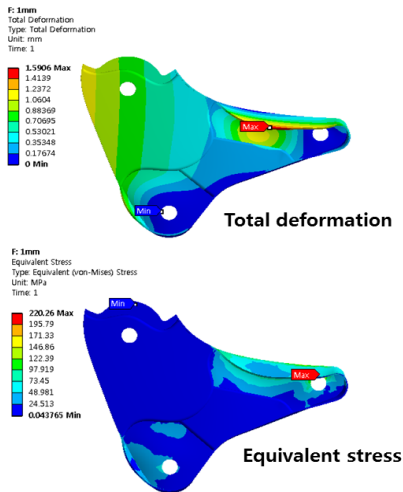 F: 1mm
Total Deformation
Type: Total Deformation
Unit: mm
Time: 1
1.5906 Max
1.4139
1.2372
1.0604
0.88369
0.70695
0.53021
0.35348
0.17674
0 Min
Max
Min
Total deformation
F: 1mm
Equivalent Stress
Type: Equivalent (von-Mises) Stress
Unit: MPa
Time: 1
220.26 Max
195.79
171.33
146.86
122.39
97.919
73.45
48.981
24.513
0.043765 Min
Min
Max
Equivalent stress